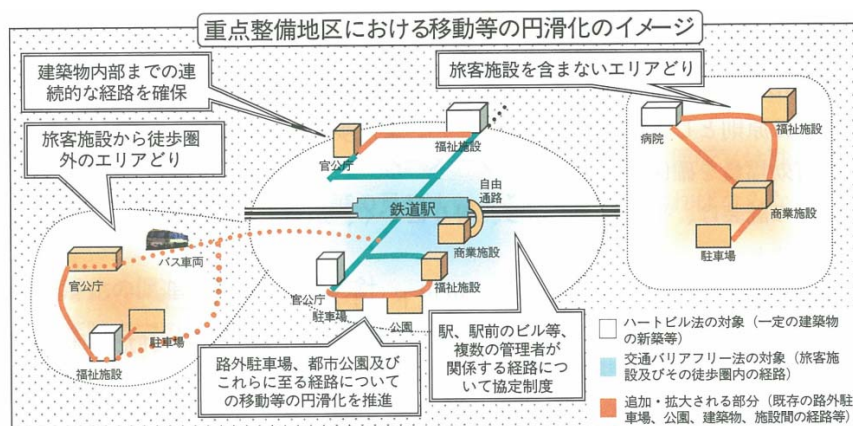 重点整備地区における移動等の円滑化のイメージ
建築物内部までの連
続的な経路を確保
旅客施設を含まないエリアどり
旅客施設から徒歩圏
外のエリアどり
官公庁
福祉施設
病院
福祉施設
自由
通路
鉄道駅
商業施設
商業施設
駐車場
バス車両
官公庁
駐車場
福祉施設
官公庁
駐車場
公園
福祉施設
路外駐車場、都市公園及び
これらに至る経路について
の移動等の円滑化を推進
駅、駅前のビル等、
複数の管理者が
関係する経路につ
いて協定制度
ハートビル法の対象（一定の建築物
の新築等）
交通バリアフリー法の対象（旅客施
設及びその徒歩圏内の経路）
追加・拡大される部分（既存の路外駐
車場、公園、建築物、施設間の経路等）